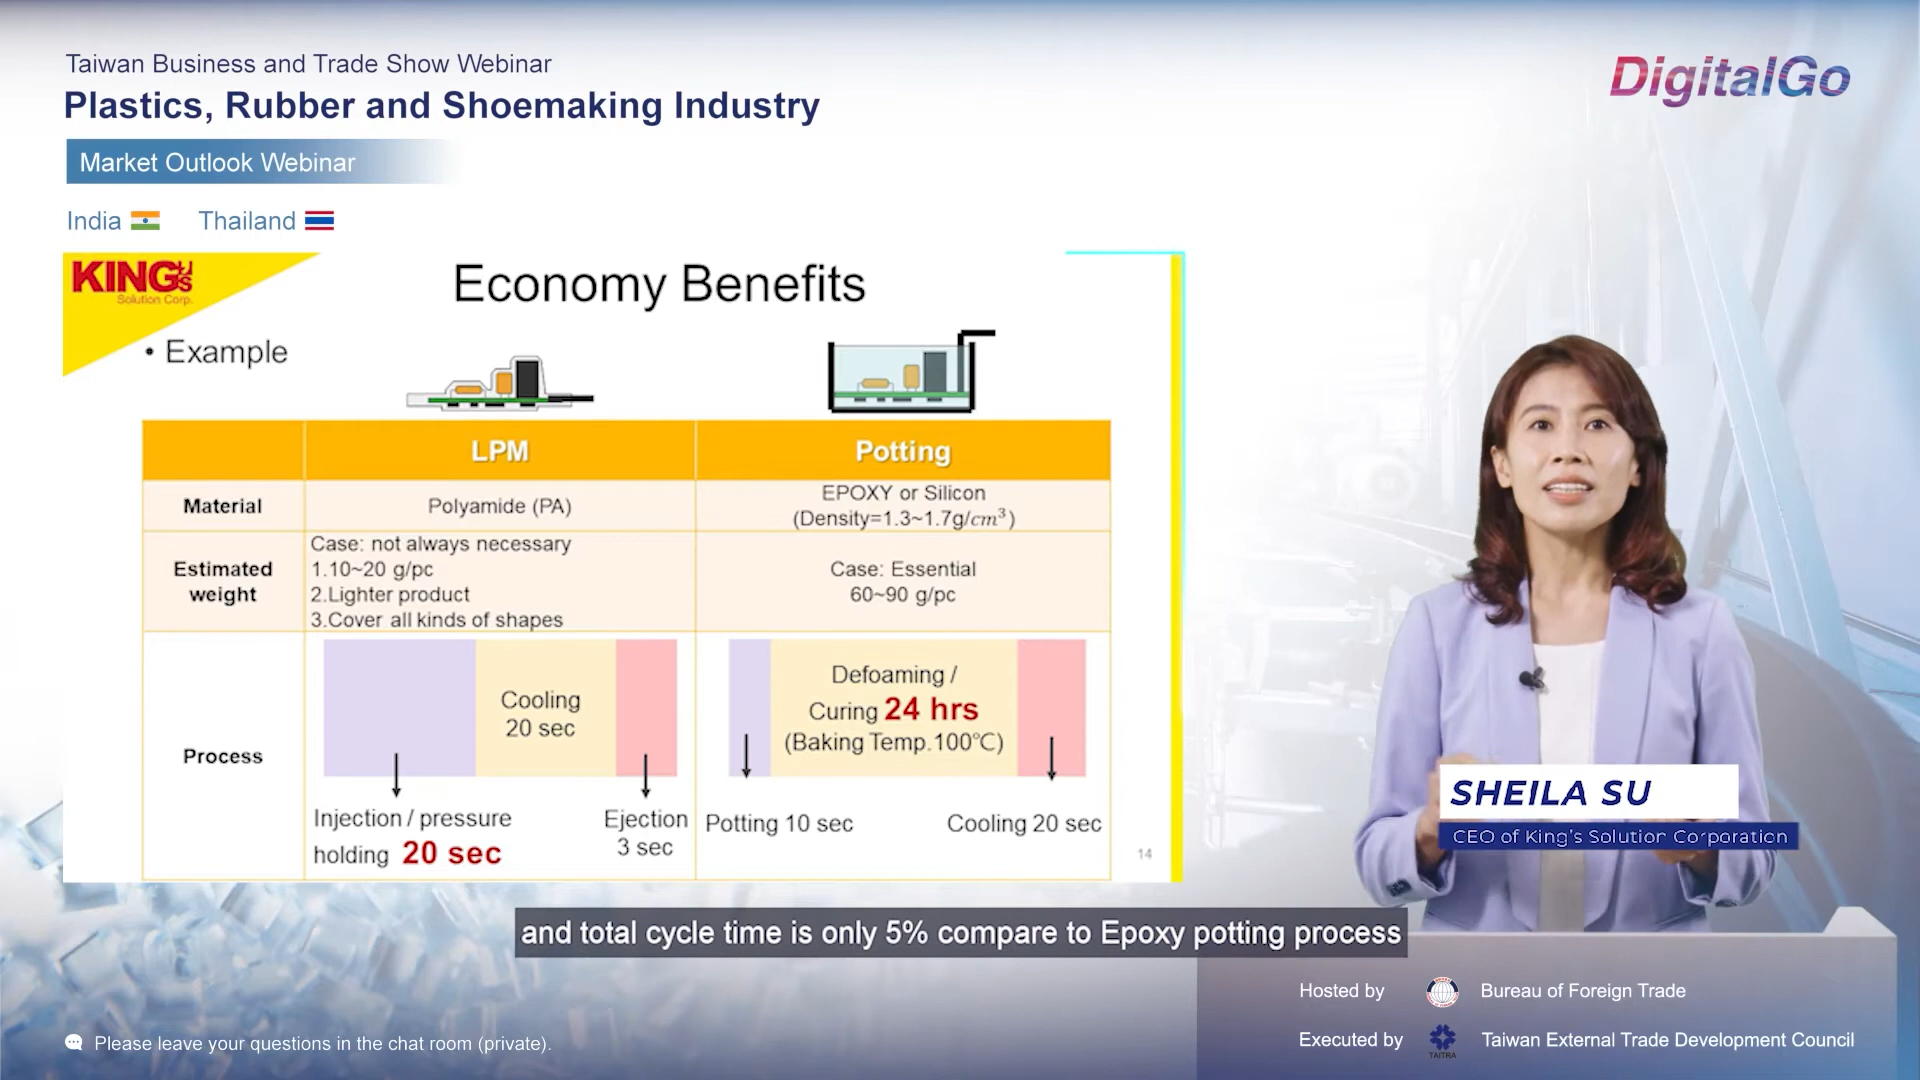 Taiwan Business and Trade Show Webinar
DigitalGo
Plastics, Rubber and Shoemaking Industry
Market Outlook Webinar
India
Thailand
KING'S
Solution Corp.
Economy Benefits
• Example
LPM
Potting
Material
Polyamide (PA)
EPOXY or Silicon
(Density=1.3~1.7g/cm³)
Estimated
weight
Case: not always necessary
1.10~20 g/pc
2.Lighter product
3.Cover all kinds of shapes
Case: Essential
60~90 g/pc
Process
Cooling
20 sec
Injection / pressure
holding 20 sec
Ejection
3 sec
Defoaming /
Curing 24 hrs
(Baking Temp.100℃)
Potting 10 sec
Cooling 20 sec
14
SHEILA SU
CEO of King's Solution Corporation
and total cycle time is only 5% compare to Epoxy potting process
Hosted by
Bureau of Foreign Trade
Executed by
TAITRA
Taiwan External Trade Development Council
Please leave your questions in the chat room (private).